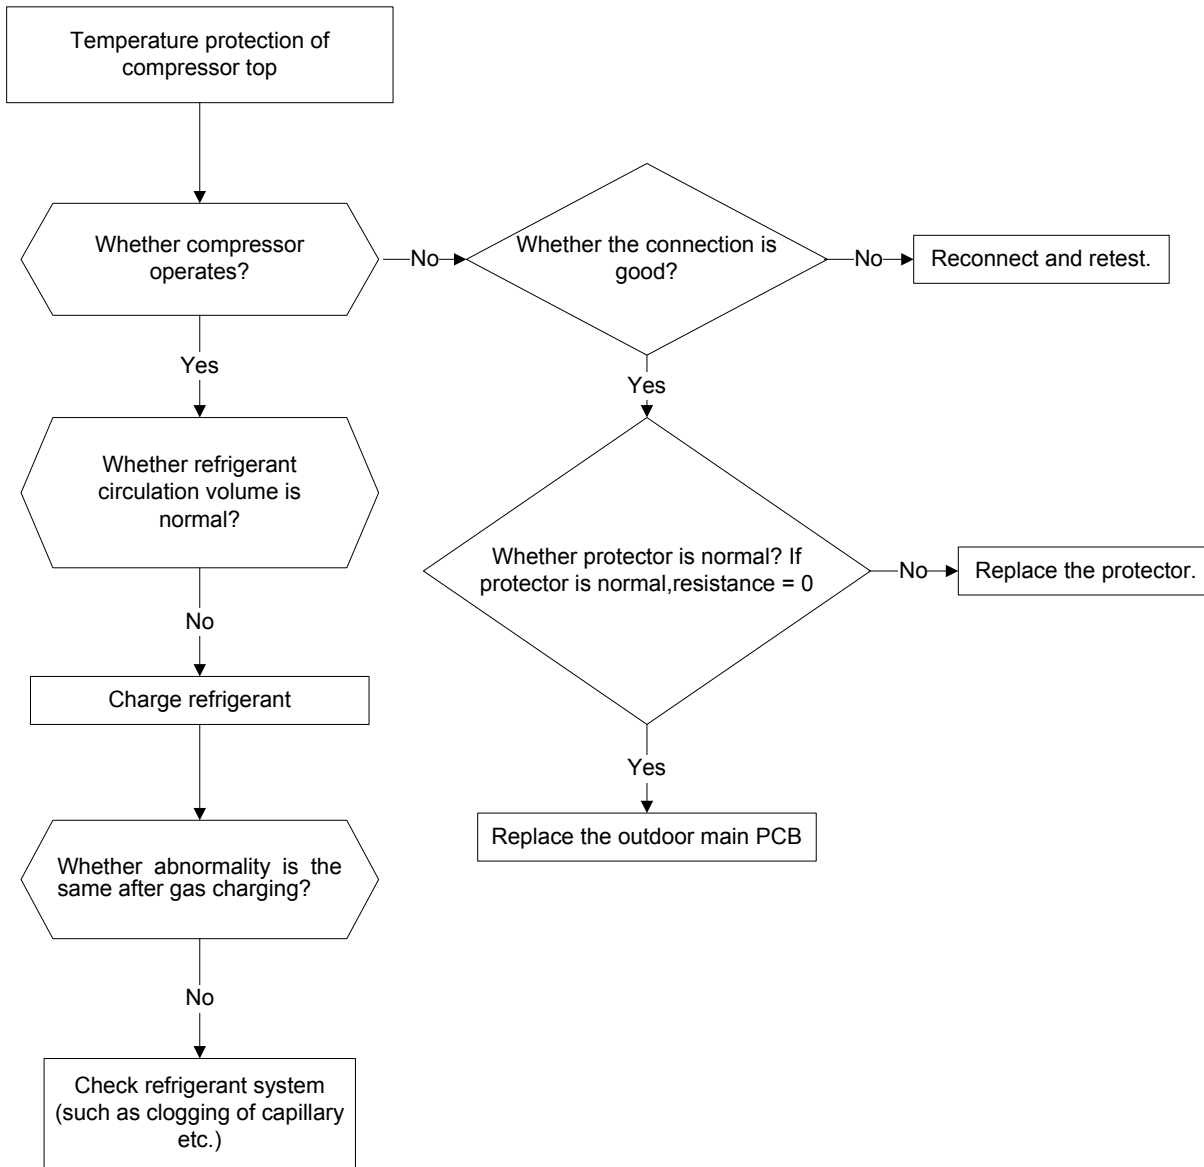 Temperature protection of
compressor top
Whether compressor
operates?
No
Whether the connection is
good?
No
Reconnect and retest.
Yes
Yes
Whether refrigerant
circulation volume is
normal?
Whether protector is normal? If
protector is normal,resistance = 0
No
Replace the protector.
No
Charge refrigerant
Yes
Replace the outdoor main PCB
Whether abnormality is the
same after gas charging?
No
Check refrigerant system
(such as clogging of capillary
etc.)